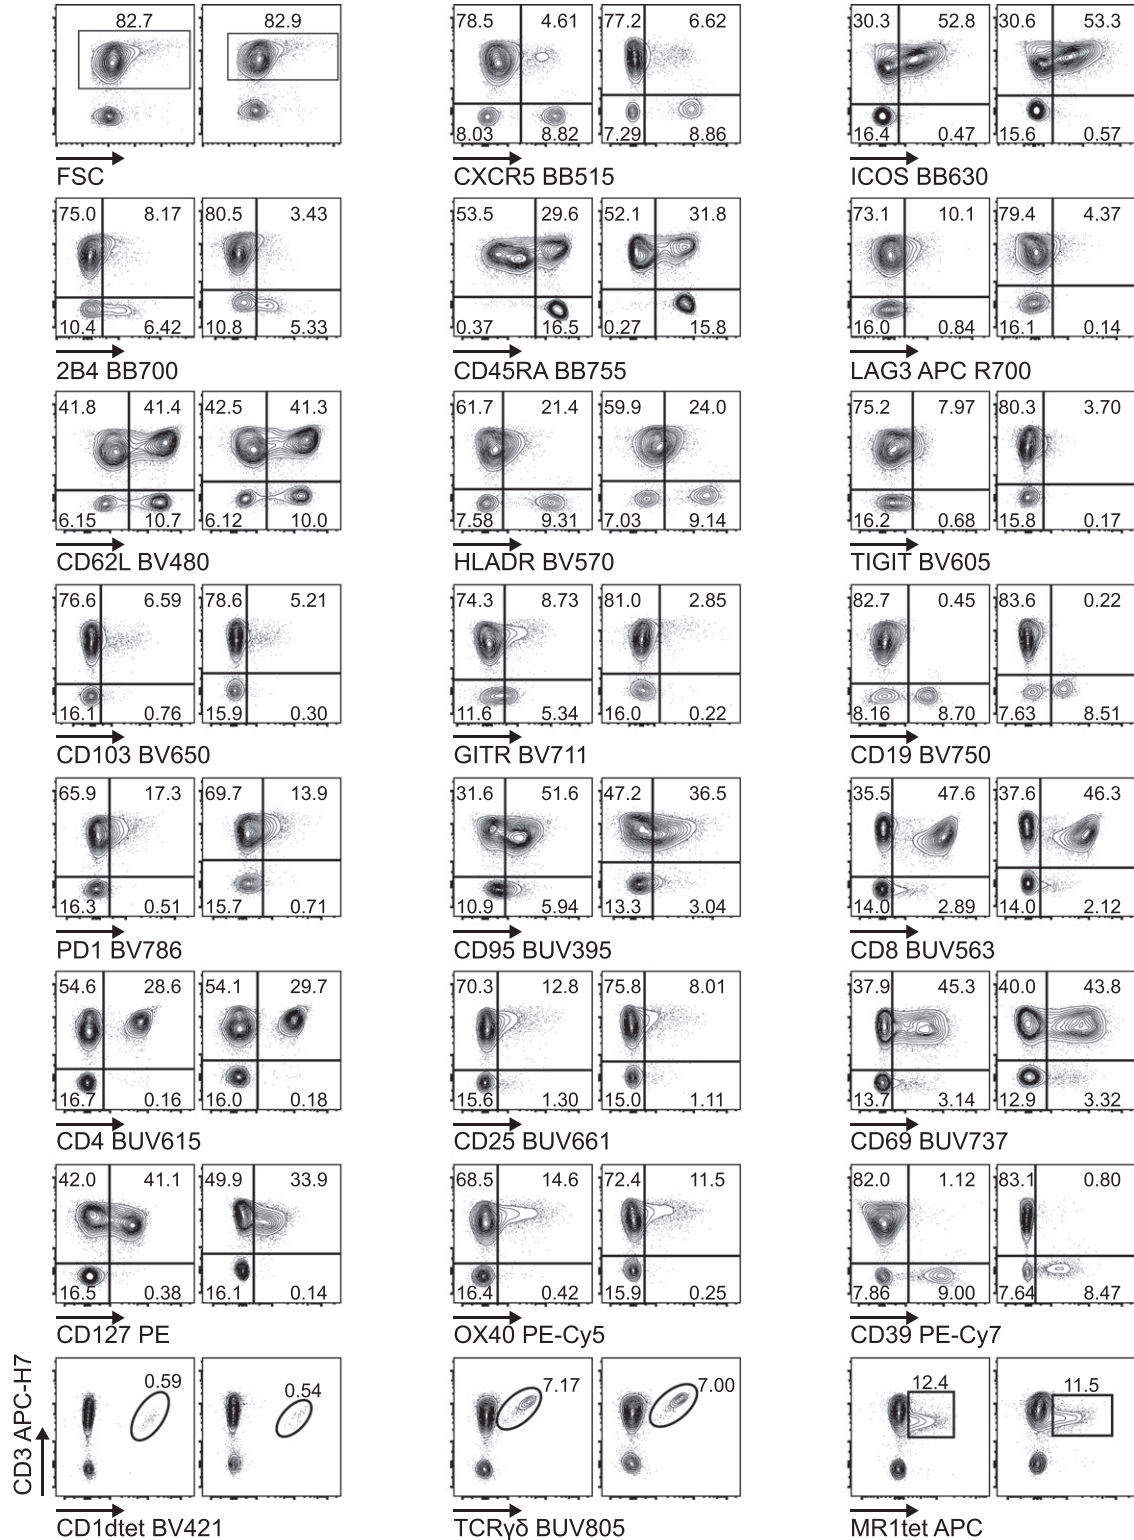 82.7 82.9 78.5 4.61 77.2 6.62 30.3 52.8 30.6 53.3
8.03 8.82 7.29 8.86 16.4 0.47 15.6 0.57
FSC CXCR5 BB515 ICOS BB630
75.0 8.17 80.5 3.43 53.5 29.6 52.1 31.8 73.1 10.1 79.4 4.37
10.4 6.42 10.8 5.33 0.37 16.5 0.27 15.8 16.0 0.84 16.1 0.14
2B4 BB700 CD45RA BB755 LAG3 APC R700
41.8 41.4 42.5 41.3 61.7 21.4 59.9 24.0 75.2 7.97 80.3 3.70
6.15 10.7 6.12 10.0 7.58 9.31 7.03 9.14 16.2 0.68 15.8 0.17
CD62L BV480 HLADR BV570 TIGIT BV605
76.6 6.59 78.6 5.21 74.3 8.73 81.0 2.85 82.7 0.45 83.6 0.22
16.1 0.76 15.9 0.30 11.6 5.34 16.0 0.22 8.16 8.70 7.63 8.51
CD103 BV650 GITR BV711 CD19 BV750
65.9 17.3 69.7 13.9 31.6 51.6 47.2 36.5 35.5 47.6 37.6 46.3
16.3 0.51 15.7 0.71 10.9 5.94 13.3 3.04 14.0 2.89 14.0 2.12
PD1 BV786 CD95 BUV395 CD8 BUV563
54.6 28.6 54.1 29.7 70.3 12.8 75.8 8.01 37.9 45.3 40.0 43.8
16.7 0.16 16.0 0.18 15.6 1.30 15.0 1.11 13.7 3.14 12.9 3.32
CD4 BUV615 CD25 BUV661 CD69 BUV737
42.0 41.1 49.9 33.9 68.5 14.6 72.4 11.5 82.0 1.12 83.1 0.80
16.5 0.38 16.1 0.14 16.4 0.42 15.9 0.25 7.86 9.00 7.64 8.47
CD127 PE OX40 PE-Cy5 CD39 PE-Cy7
0.59 0.54 7.17 7.00 12.4 11.5
CD3 APC-H7
CD1dtet BV421 TCRγδ BUV805 MR1tet APC